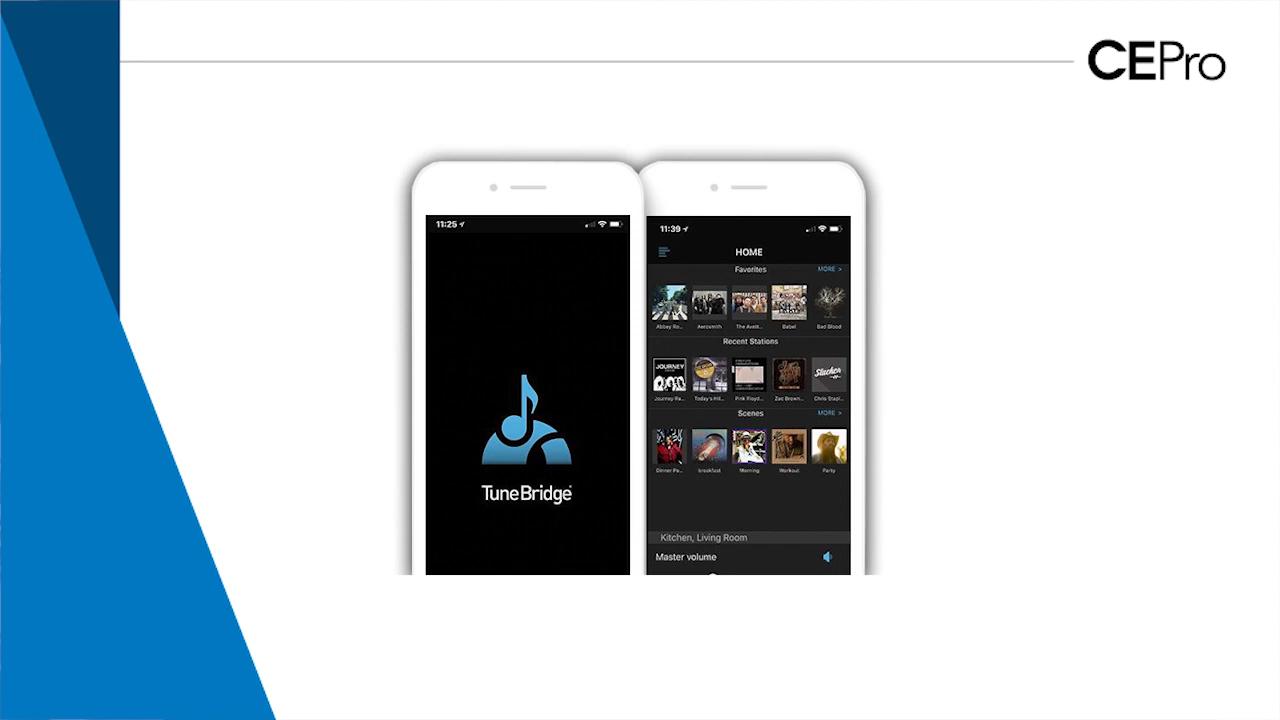 CEPro
11:25
TuneBridge
11:39
HOME
Favorites
MORE >
Abbey Ro...
Aerosmith
The Avett...
Babel
Bad Blood
Recent Stations
JOURNEY
Slacker
Journey Ra...
Today's Hit...
Pink Floyd...
Zac Brown...
Chris Stapl...
Scenes
MORE >
Dinner Pa...
breakfast
Morning
Workout
Party
Kitchen, Living Room
Master volume